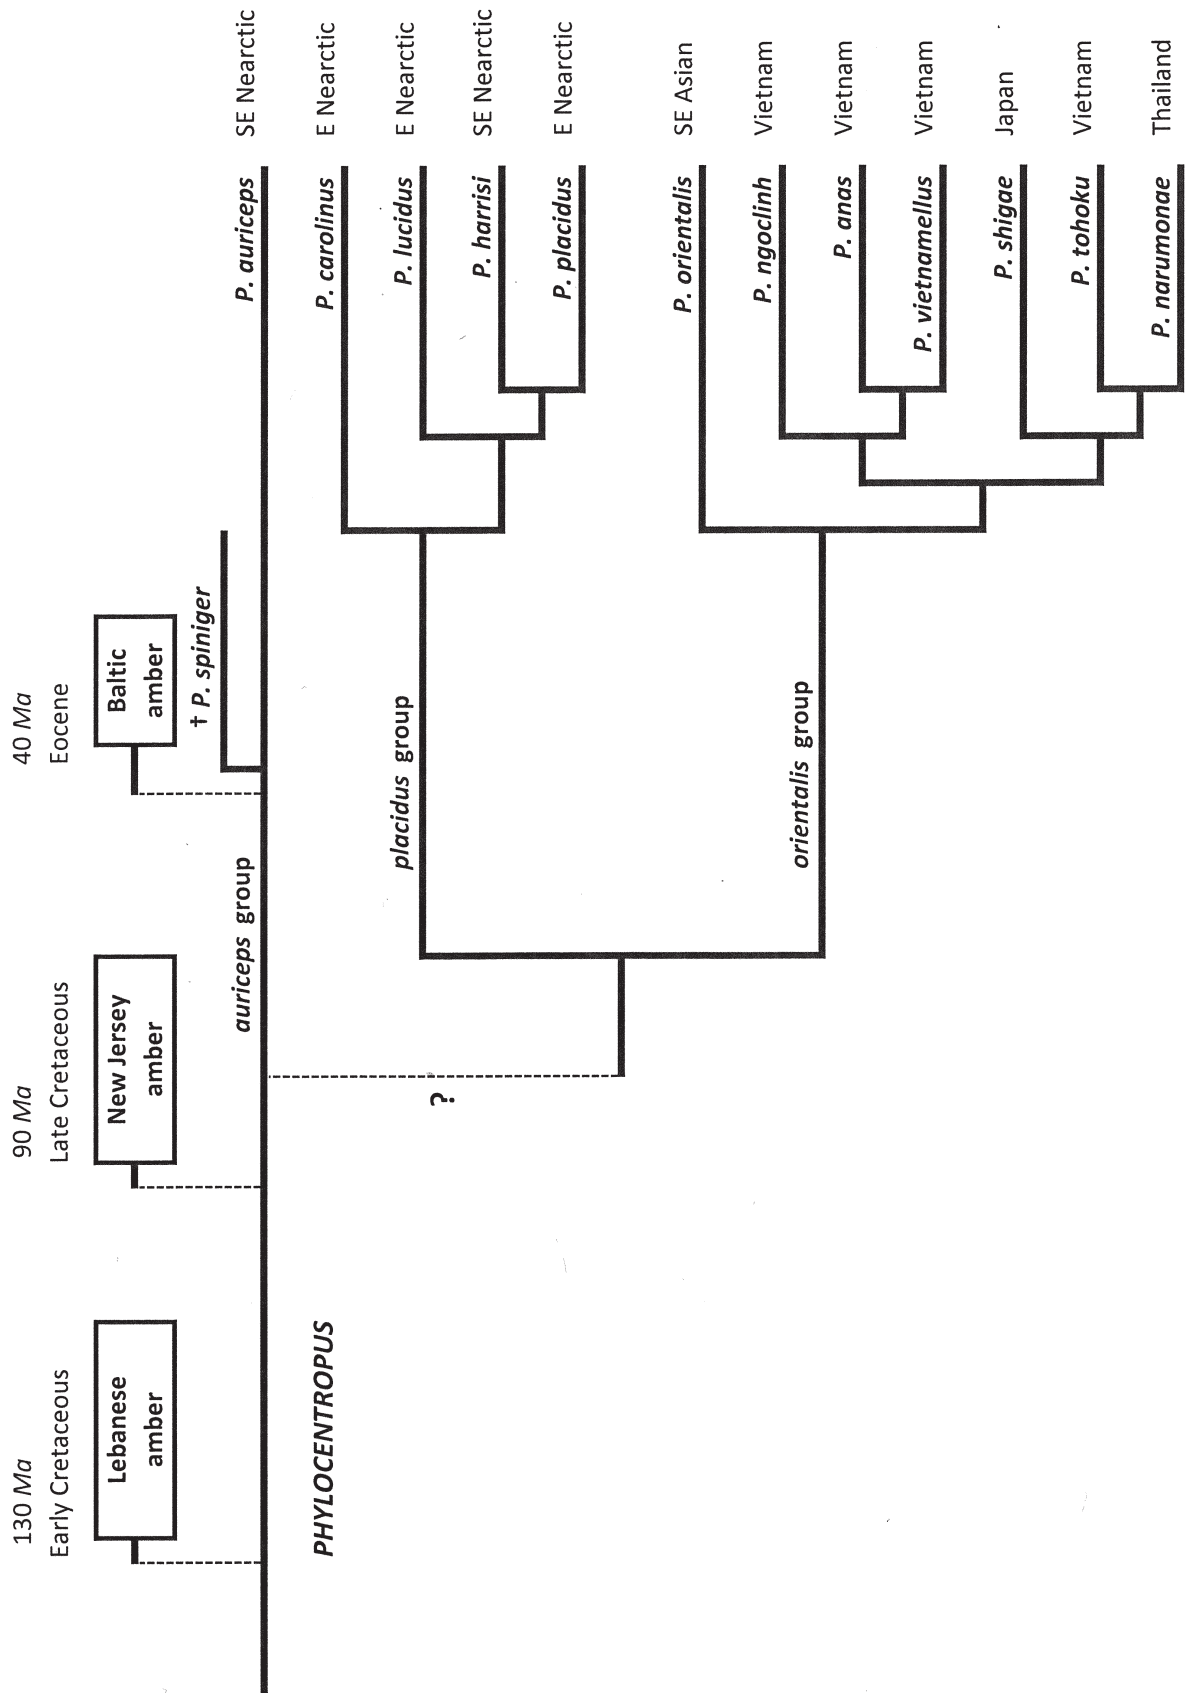 130 Ma
Early Cretaceous
90 Ma
Late Cretaceous
40 Ma
Eocene
Lebanese
amber
New Jersey
amber
Baltic
amber
† P. spiniger
auriceps group
P. auriceps
SE Nearctic
PHYLOCENTROPUS
P. carolinus
E Nearctic
placidus group
P. lucidus
E Nearctic
?
P. harrisi
SE Nearctic
P. placidus
E Nearctic
P. orientalis
SE Asian
P. ngoclinh
Vietnam
orientalis group
P. anas
Vietnam
P. vietnamellus
Vietnam
P. shigae
Japan
P. tohoku
Vietnam
P. narumonae
Thailand